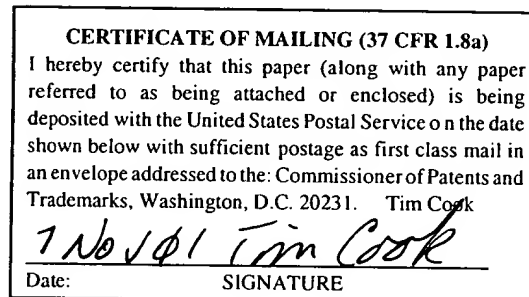 CERTIFICATE OF MAILING (37 CFR 1.8a)
I hereby certify that this paper (along with any paper
referred to as being attached or enclosed) is being
deposited with the United States Postal Service o n the date
shown below with sufficient postage as first class mail in
an envelope addressed to the: Commissioner of Patents and
Trademarks, Washington, D.C. 20231. Tim Cook
7 Nov 01 Tim Cook
Date: SIGNATURE